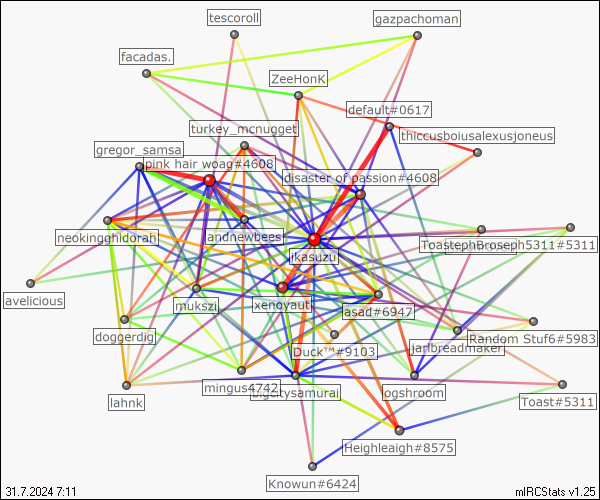 tescoroll
gazpachoman
facadas.
ZeeHonK
default#0617
turkey_mcnugget
thiccusboiusalexusjoneus
gregor_samsa
pink hair woag#4608
disaster of passion#4608
neokingghidorah
andnewbees
ikasuzu
5311#5311
avelicious
mukszi
xenoyaut
asad#6947
doggerdig
Duck™#9103
jarlbreadmaker
Random Stuf6#5983
mingus4742
bigcitysamurai
ogshroom
lahnk
Toast#5311
Heighleaigh#8575
Knowun#6424
31.7.2024 7:11
mIRCStats v1.25